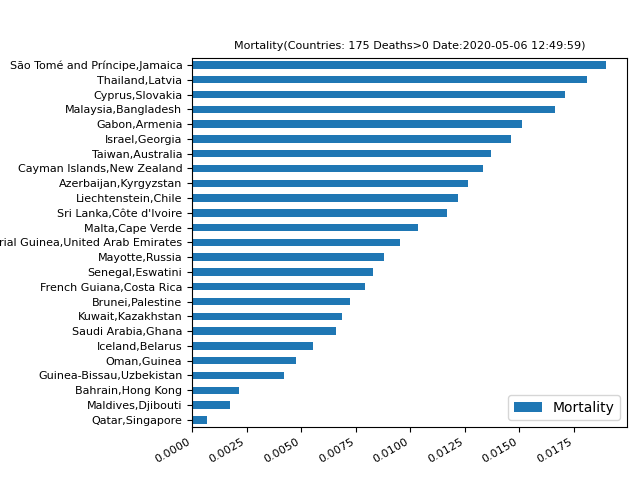 Mortality(Countries: 175 Deaths>0 Date:2020-05-06 12:49:59)
São Tomé and Príncipe,Jamaica
Thailand,Latvia
Cyprus,Slovakia
Malaysia,Bangladesh
Gabon,Armenia
Israel,Georgia
Taiwan,Australia
Cayman Islands,New Zealand
Azerbaijan,Kyrgyzstan
Liechtenstein,Chile
Sri Lanka,Côte d'Ivoire
Malta,Cape Verde
rial Guinea,United Arab Emirates
Mayotte,Russia
Senegal,Eswatini
French Guiana,Costa Rica
Brunei,Palestine
Kuwait,Kazakhstan
Saudi Arabia,Ghana
Iceland,Belarus
Oman,Guinea
Guinea-Bissau,Uzbekistan
Bahrain,Hong Kong
Maldives,Djibouti
Qatar,Singapore
Mortality
0.0000 0.0025 0.0050 0.0075 0.0100 0.0125 0.0150 0.0175